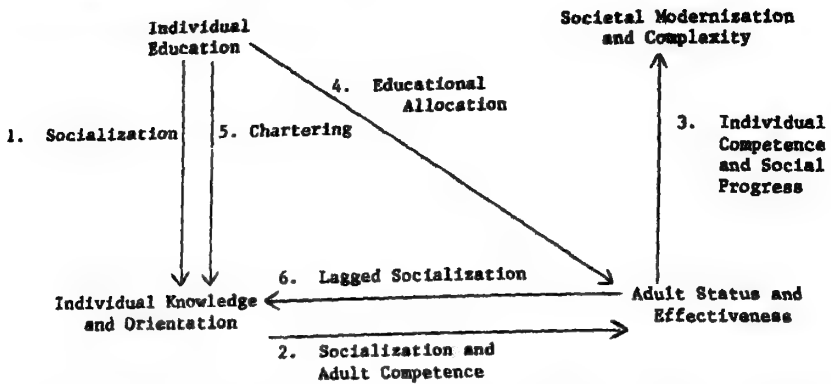 Individual
Education
Societal Modernization
and Complexity
4. Educational
Allocation
1. Socialization
5. Chartering
3. Individual
Competence
and Social
Progress
6. Lagged Socialization
Individual Knowledge
and Orientation
Adult Status and
Effectiveness
2. Socialization and
Adult Competence